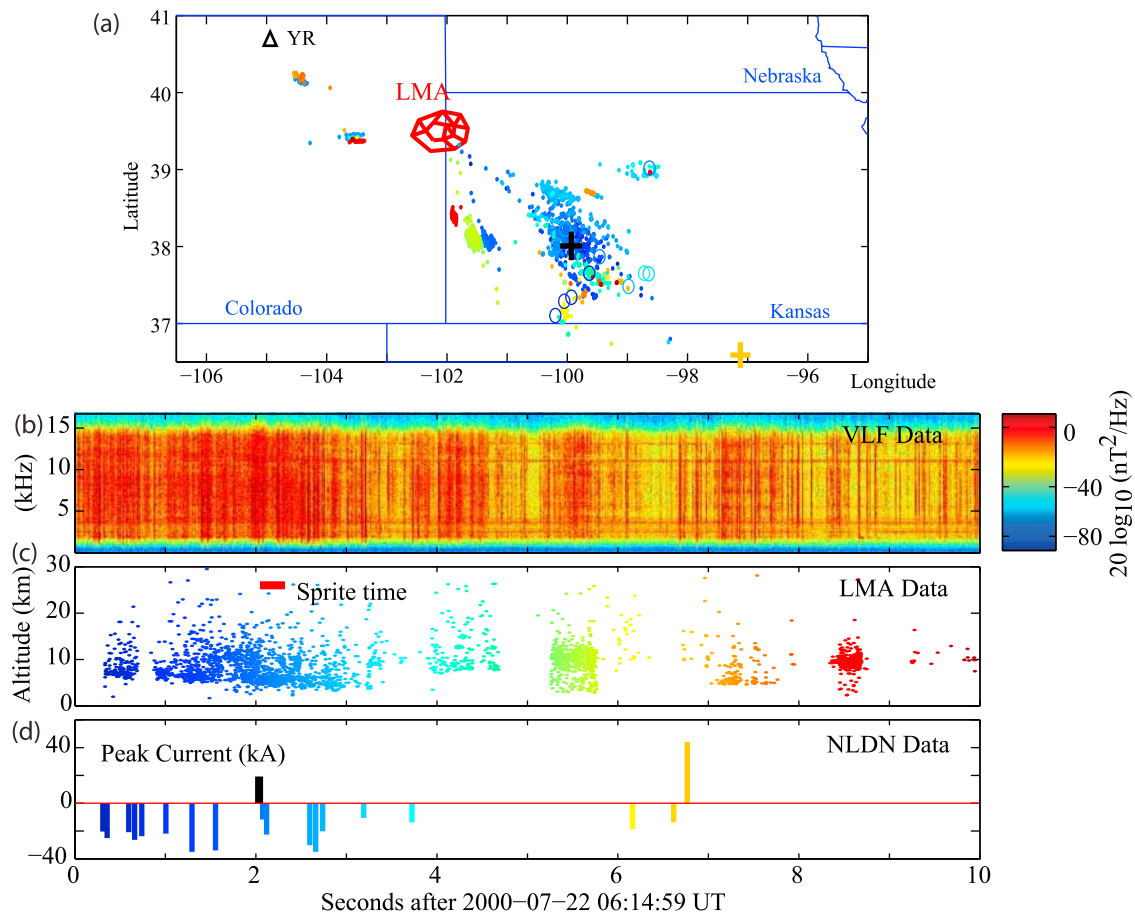 (a)
41
40
39
38
37
Latitude
YR
LMA
Nebraska
Colorado
Kansas
−106
−104
−102
−100
−98
−96
Longitude
(b)
15
10
5
(kHz)
VLF Data
0
−40
−80
20 log10 (nT2/Hz)
(c)
30
20
10
0
Altitude (km)
Sprite time
LMA Data
(d)
40
0
−40
Peak Current (kA)
NLDN Data
0
2
4
6
8
10
Seconds after 2000−07−22 06:14:59 UT